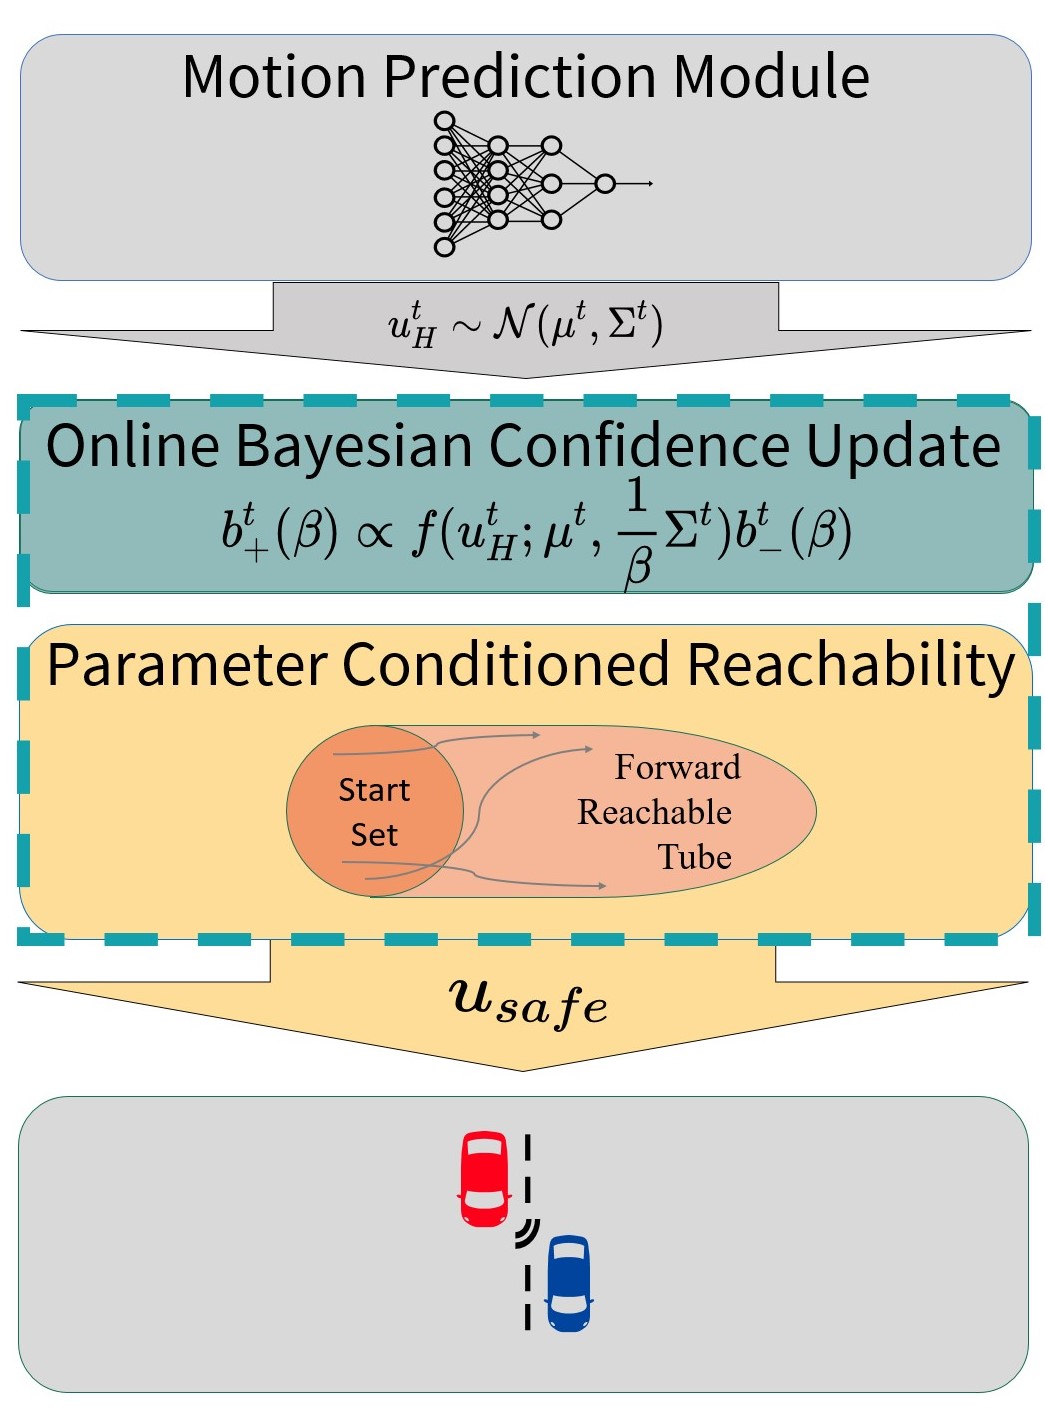 Motion Prediction Module
$u_H^t \sim \mathcal{N}(\mu^t, \Sigma^t)$
Online Bayesian Confidence Update
$b_+^t(\beta) \propto f(u_H^t; \mu^t, \frac{1}{\beta}\Sigma^t) b_-^t(\beta)$
Parameter Conditioned Reachability
Start
Set
Forward
Reachable
Tube
$u_{safe}$